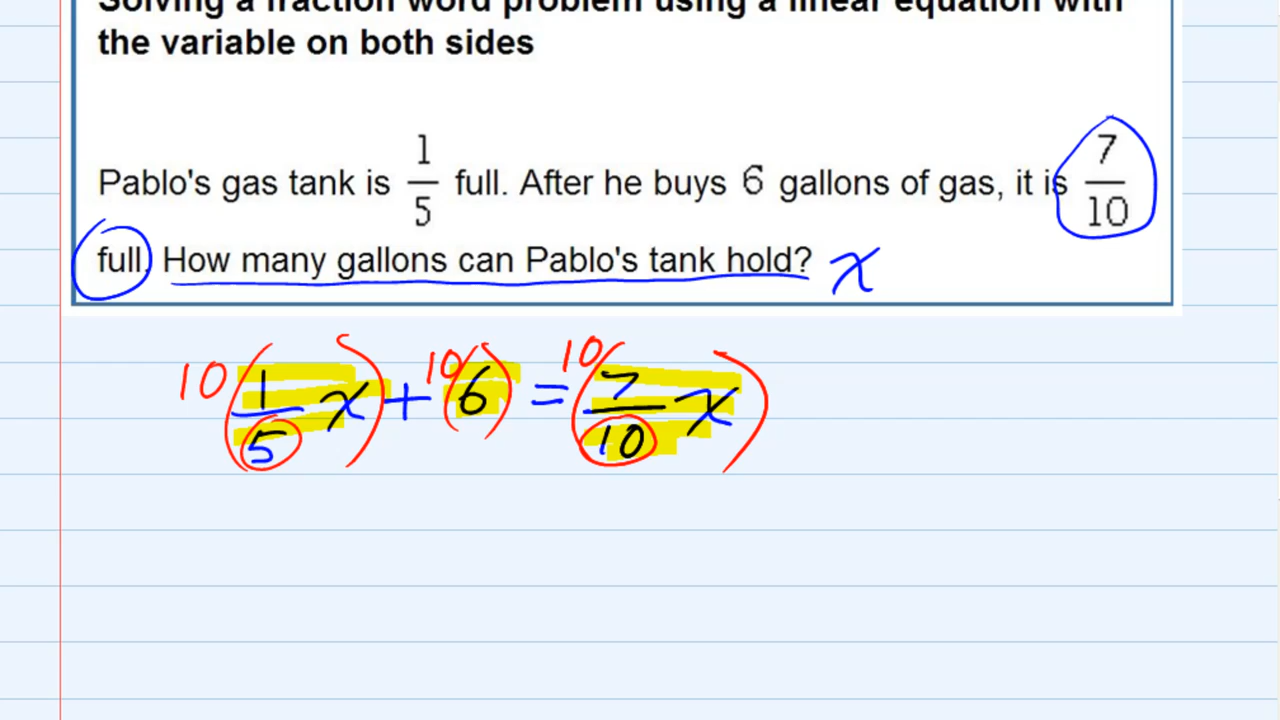 Solving a fraction word problem using a linear equation with
the variable on both sides
Pablo's gas tank is 1/5 full. After he buys 6 gallons of gas, it is 7/10
full. How many gallons can Pablo's tank hold? x
10(1/5 x) + 10(6) = 10(7/10 x)